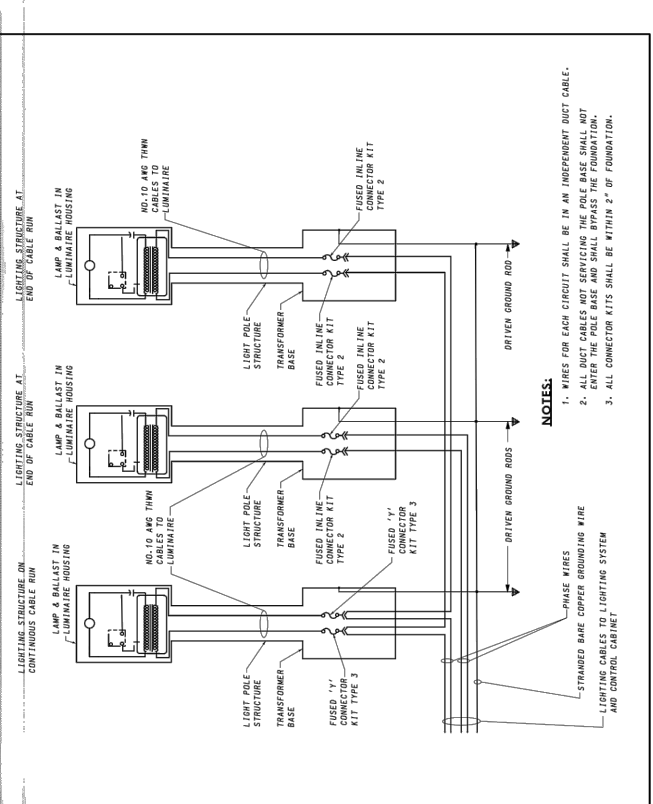 LIGHTING STRUCTURE ON
CONTINUOUS CABLE RUN
LAMP & BALLAST IN
LUMINAIRE HOUSING
NO.10 AWG THWN
CABLES TO
LUMINAIRE
LIGHT POLE
STRUCTURE
TRANSFORMER
BASE
FUSED 'Y'
CONNECTOR
KIT TYPE 3
FUSED 'Y'
CONNECTOR
KIT TYPE 3
LIGHTING STRUCTURE AT
END OF CABLE RUN
LAMP & BALLAST IN
LUMINAIRE HOUSING
LIGHT POLE
STRUCTURE
TRANSFORMER
BASE
FUSED INLINE
CONNECTOR KIT
TYPE 2
FUSED INLINE
CONNECTOR KIT
TYPE 2
LIGHTING STRUCTURE AT
END OF CABLE RUN
LAMP & BALLAST IN
LUMINAIRE HOUSING
NO.10 AWG THWN
CABLES TO
LUMINAIRE
LIGHT POLE
STRUCTURE
TRANSFORMER
BASE
FUSED INLINE
CONNECTOR KIT
TYPE 2
FUSED INLINE
CONNECTOR KIT
TYPE 2
DRIVEN GROUND RODS
DRIVEN GROUND ROD
PHASE WIRES
STRANDED BARE COPPER GROUNDING WIRE
LIGHTING CABLES TO LIGHTING SYSTEM
AND CONTROL CABINET
NOTES:
1. WIRES FOR EACH CIRCUIT SHALL BE IN AN INDEPENDENT DUCT CABLE.
2. ALL DUCT CABLES NOT SERVICING THE POLE BASE SHALL NOT
ENTER THE POLE BASE AND SHALL BYPASS THE FOUNDATION.
3. ALL CONNECTOR KITS SHALL BE WITHIN 2" OF FOUNDATION.